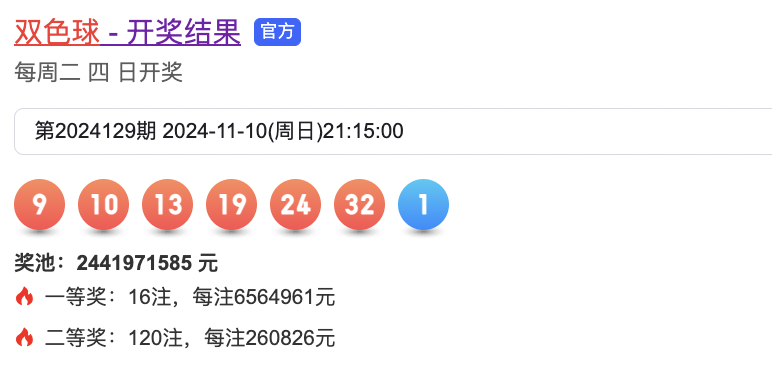 双色球 - 开奖结果 官方
每周二 四 日开奖
第2024129期 2024-11-10(周日)21:15:00
9 10 13 19 24 32 1
奖池：2441971585 元
一等奖：16注，每注6564961元
二等奖：120注，每注260826元